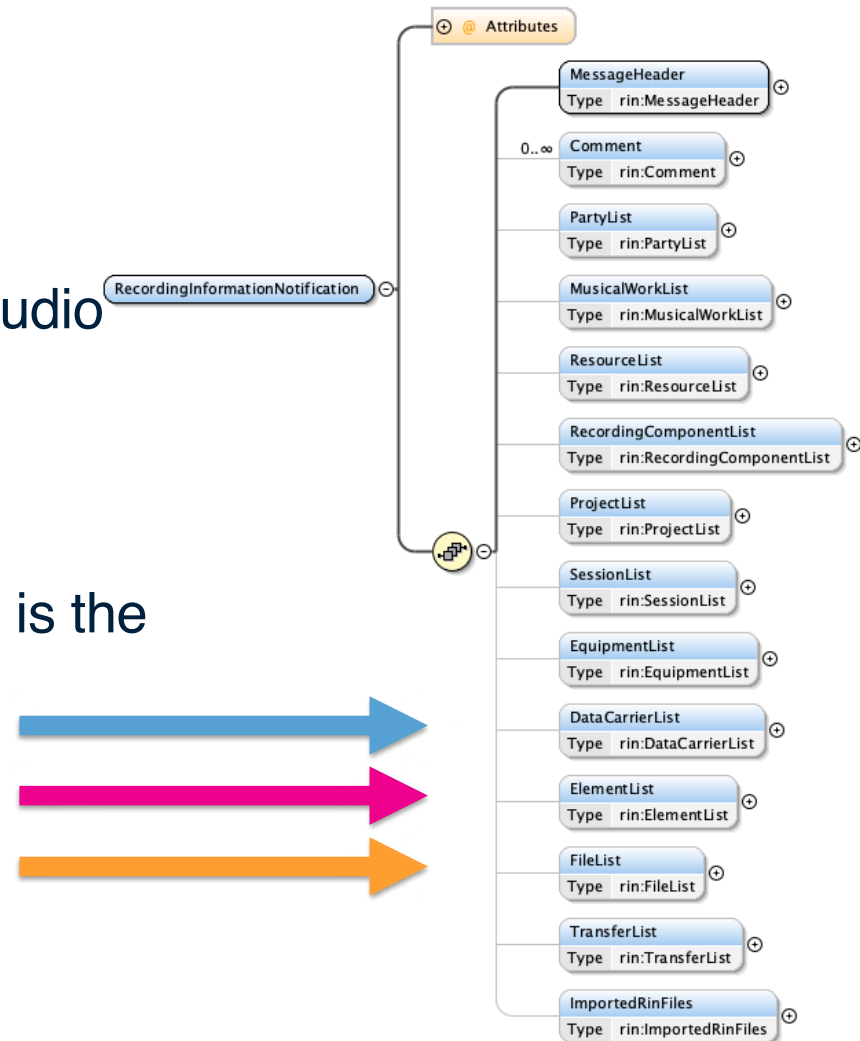 @ Attributes
MessageHeader
Type rin:MessageHeader
0..∞ Comment
Type rin:Comment
PartyList
Type rin:PartyList
RecordingInformationNotification
udio
MusicalWorkList
Type rin:MusicalWorkList
ResourceList
Type rin:ResourceList
RecordingComponentList
Type rin:RecordingComponentList
ProjectList
Type rin:ProjectList
SessionList
Type rin:SessionList
is the
EquipmentList
Type rin:EquipmentList
DataCarrierList
Type rin:DataCarrierList
ElementList
Type rin:ElementList
FileList
Type rin:FileList
TransferList
Type rin:TransferList
ImportedRinFiles
Type rin:ImportedRinFiles